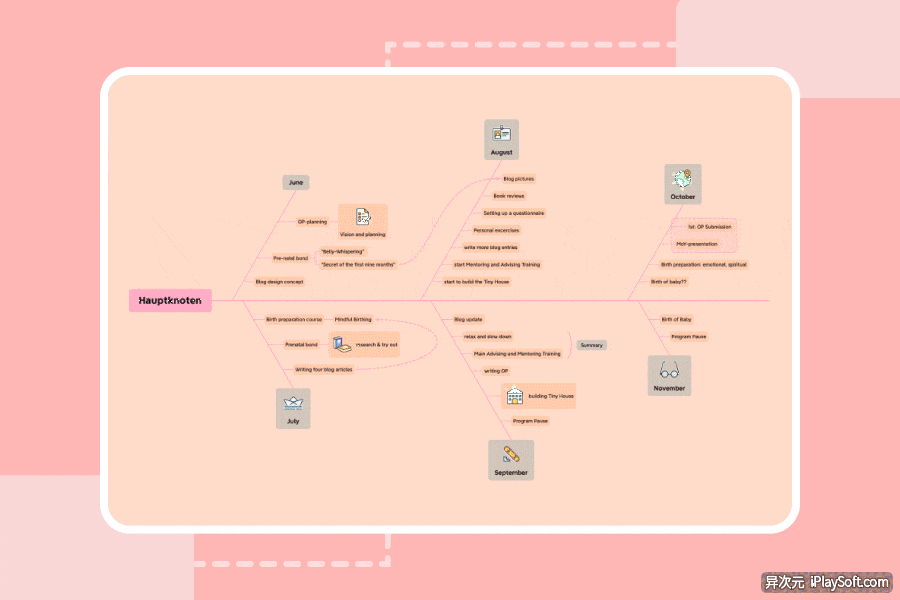 Hauptknoten
June
OP-planning
Vision and planning
Pre-natal bond
"Belly-Whispering"
"Secret of the first nine months"
Blog design concept
August
Blog pictures
Book reviews
Setting up a questionnaire
Personal excercises
write more blog entries
start Mentoring and Advising Training
start to build the Tiny House
October
1st: OP Submission
MoY-presentation
Birth preparation: emotional, spiritual
Birth of baby??
Birth preparation course
Mindful Birthing
Prenatal bond
research & try out
Writing four blog articles
July
Blog update
relax and slow down
Main Advising and Mentoring Training
Summary
writing OP
building Tiny House
Program Pause
September
Birth of Baby
Program Pause
November
异次元 iPlaySoft.com